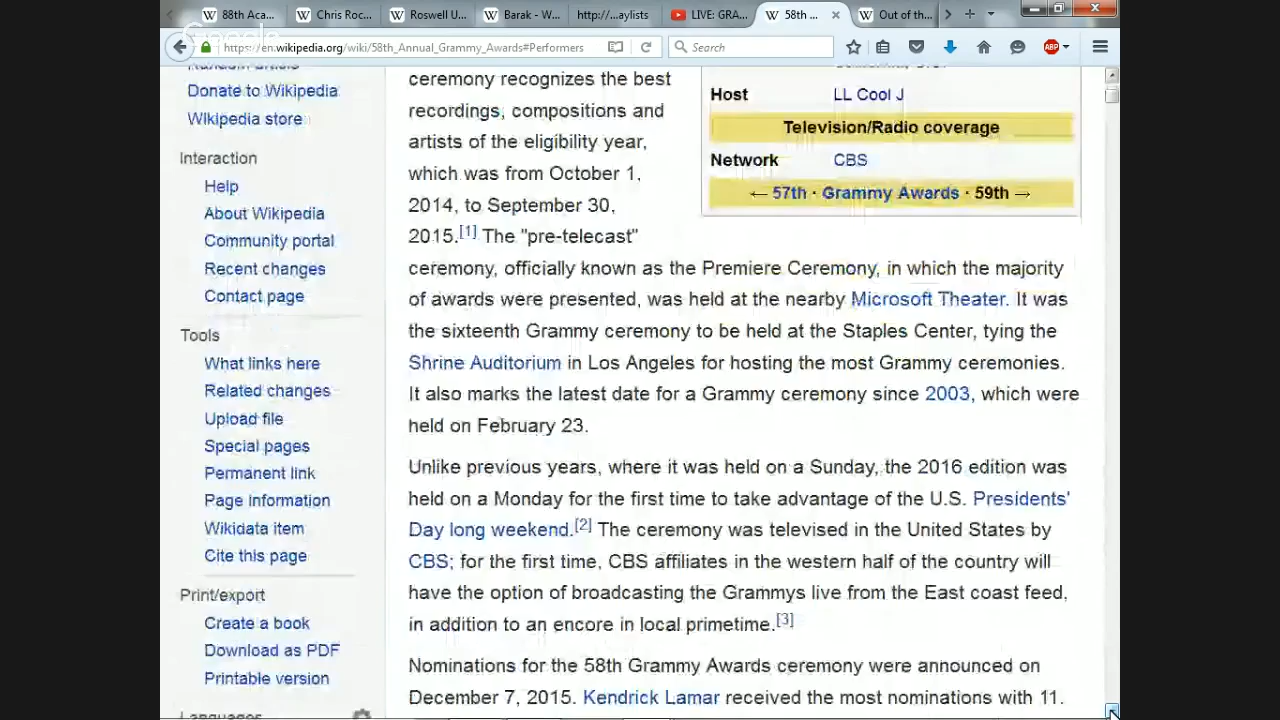 88th Aca...
Chris Roc...
Roswell U...
Barak - W...
http://...aylists
LIVE: GRA...
58th ...
Out of th...
Google
https://en.wikipedia.org/wiki/58th_Annual_Grammy_Awards#Performers
Search
ABP
Random article
Donate to Wikipedia
Wikipedia store
Interaction
Help
About Wikipedia
Community portal
Recent changes
Contact page
Tools
What links here
Related changes
Upload file
Special pages
Permanent link
Page information
Wikidata item
Cite this page
Print/export
Create a book
Download as PDF
Printable version
Languages
ceremony recognizes the best
recordings, compositions and
artists of the eligibility year,
which was from October 1,
2014, to September 30,
2015.[1] The "pre-telecast"
ceremony, officially known as the Premiere Ceremony, in which the majority
of awards were presented, was held at the nearby Microsoft Theater. It was
the sixteenth Grammy ceremony to be held at the Staples Center, tying the
Shrine Auditorium in Los Angeles for hosting the most Grammy ceremonies.
It also marks the latest date for a Grammy ceremony since 2003, which were
held on February 23.
Unlike previous years, where it was held on a Sunday, the 2016 edition was
held on a Monday for the first time to take advantage of the U.S. Presidents'
Day long weekend.[2] The ceremony was televised in the United States by
CBS; for the first time, CBS affiliates in the western half of the country will
have the option of broadcasting the Grammys live from the East coast feed,
in addition to an encore in local primetime.[3]
Nominations for the 58th Grammy Awards ceremony were announced on
December 7, 2015. Kendrick Lamar received the most nominations with 11.
Host LL Cool J
Television/Radio coverage
Network CBS
← 57th · Grammy Awards · 59th →